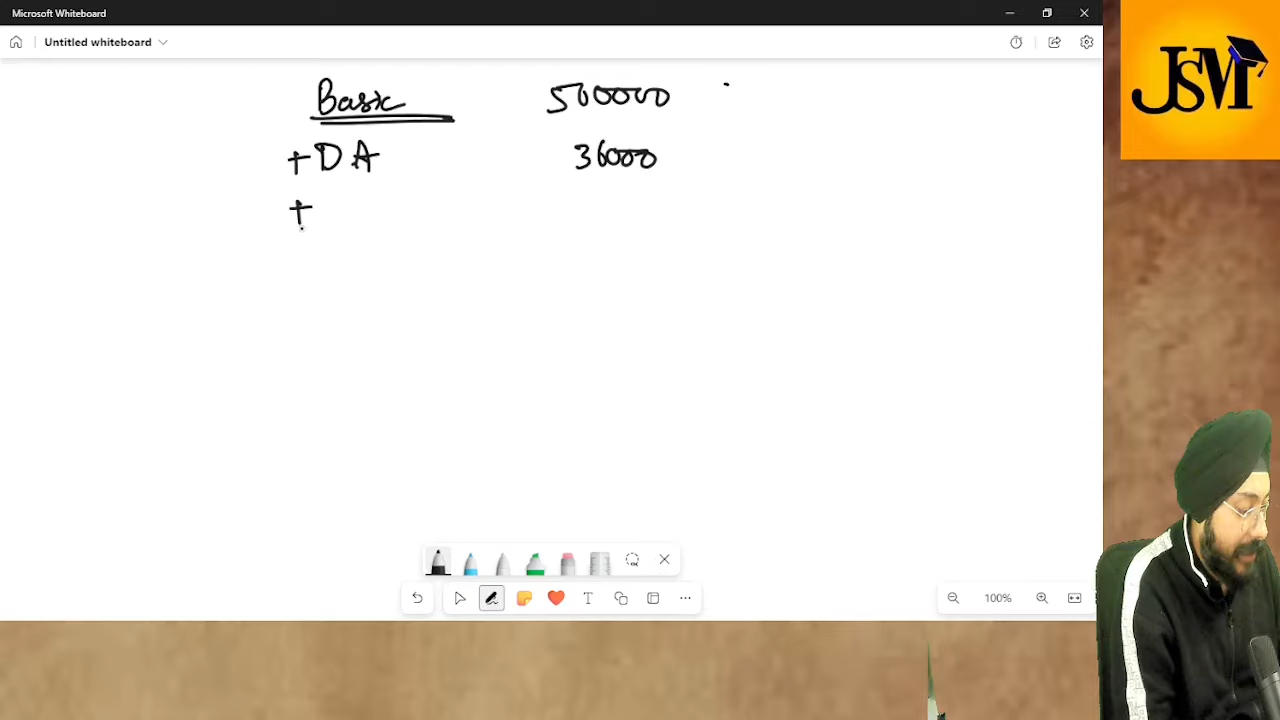 Microsoft Whiteboard
Untitled whiteboard
JSM
Basic 500000
+ DA 36000
+
100%